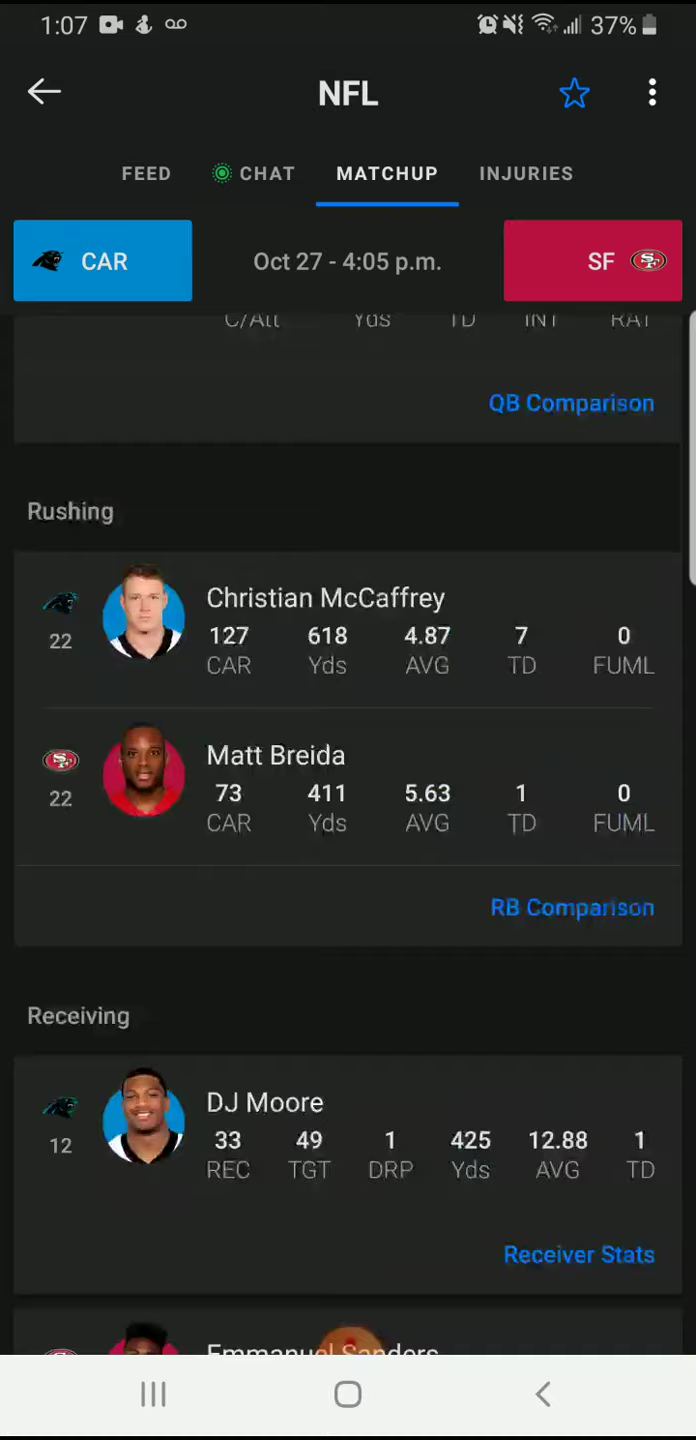 1:07 37%
NFL
FEED CHAT MATCHUP INJURIES
CAR Oct 27 - 4:05 p.m. SF
C/Att Yds TD INT RAT
QB Comparison
Rushing
Christian McCaffrey
127 618 4.87 7 0
22 CAR Yds AVG TD FUML
Matt Breida
73 411 5.63 1 0
22 CAR Yds AVG TD FUML
RB Comparison
Receiving
DJ Moore
33 49 1 425 12.88 1
12 REC TGT DRP Yds AVG TD
Receiver Stats
Emmanuel Sanders